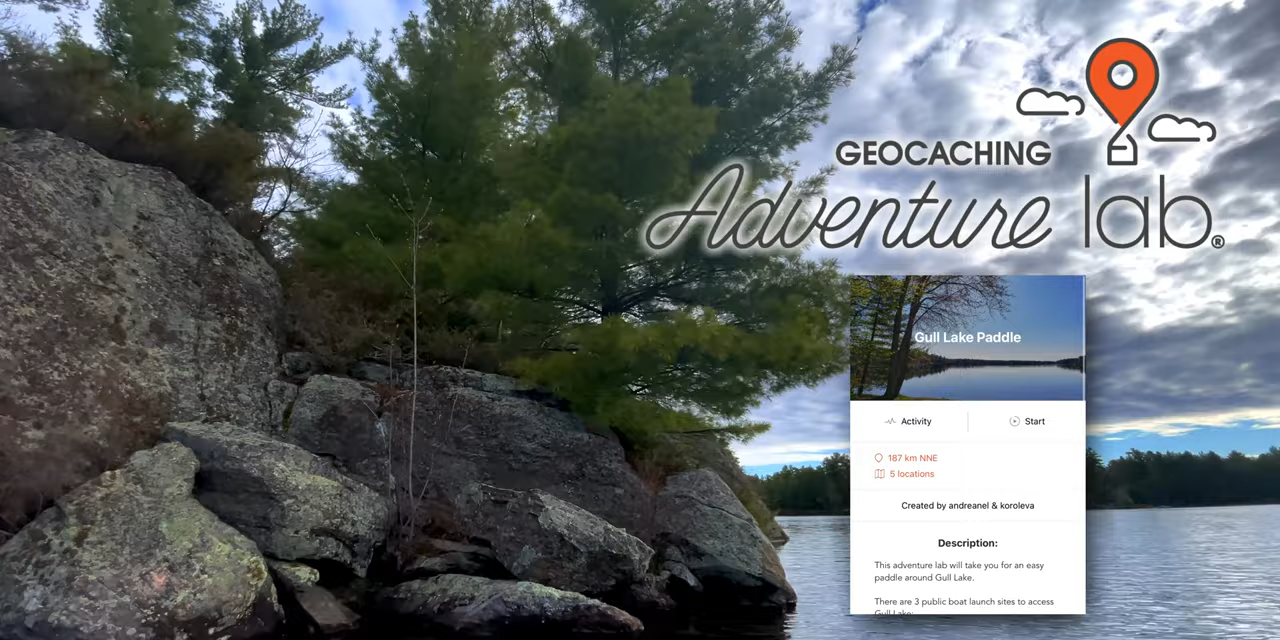 GEOCACHING
Adventure lab®
Gull Lake Paddle
Activity
Start
187 km NNE
5 locations
Created by andreanel & koroleva
Description:
This adventure lab will take you for an easy
paddle around Gull Lake.
There are 3 public boat launch sites to access
Gull Lake: